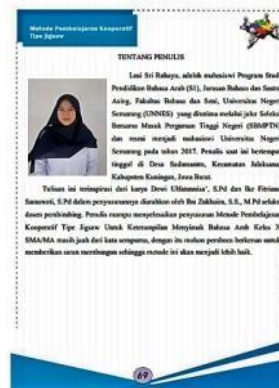 Metode Pembelajaran Kooperatif
Tipe Jigsaw
TENTANG PENULIS
Lusi Sri Rahayu, adalah mahasiswi Program Studi
Pendidikan Bahasa Arab (S1), Jurusan Bahasa dan Sastra
Asing, Fakultas Bahasa dan Seni, Universitas Negeri
Semarang (UNNES) yang diterima melalui jalur Seleksi
Bersama Masuk Perguruan Tinggi Negeri (SBMPTN)
dan resmi menjadi mahasiswi Universitas Negeri
Semarang pada tahun 2017. Penulis saat ini bertempat
tinggal di Desa Sadamantra, Kecamatan Jalaksana,
Kabupaten Kuningan, Jawa Barat.
Tulisan ini terinspirasi dari karya Dewi S.Pd dan Ike Fitriana
S.Pd dalam penyusunannya diarahkan oleh Ibu Zukhaira, S.S., M.Pd selaku
dosen pembimbing. Penulis mampu menyelesaikan penyusunan Metode Pembelajaran
Kooperatif Tipe Jigsaw Untuk Keterampilan Menyimak Bahasa Arab Kelas X
SMA/MA masih jauh dari kata sempurna, dengan itu mohon pembaca berkenan untuk
memberikan saran membangun sehingga metode ini akan menjadi lebih baik.
69